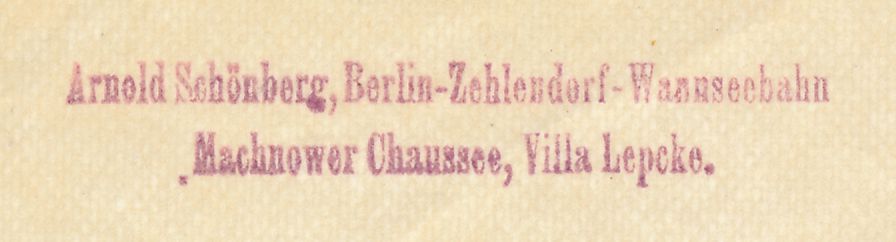 Arnold Schönberg, Berlin-Zehlendorf-Wannseebahn
Machnower Chaussee, Villa Lepcke.